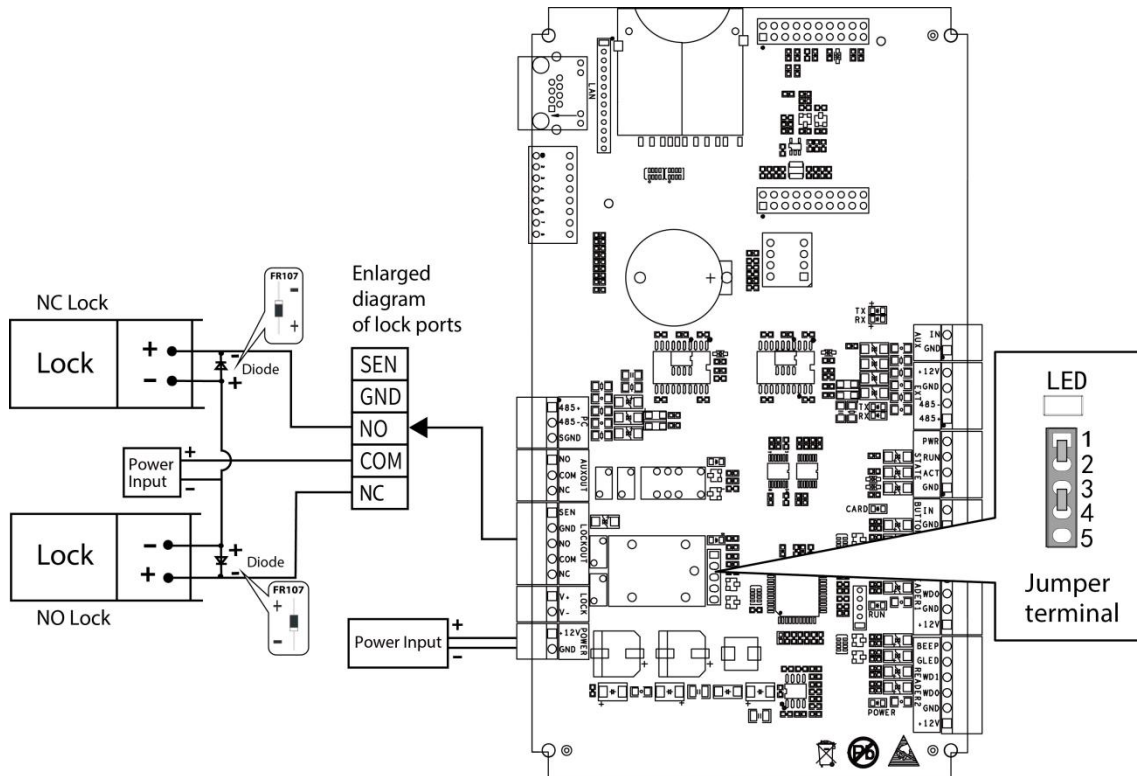 LAN
FR107
-
+
NC Lock
Lock
+
-
-
+
Diode
Enlarged
diagram
of lock ports
SEN
GND
NO
COM
NC
Power
Input
+
-
Lock
-
+
+
-
Diode
NO Lock
FR107
+
-
Power Input
+
-
485+
485-
SGND
PC
NO
COM
NC
AUXOUT
SEN
GND
NO
COM
NC
LOCKOUT
V+
V-
LOCK
+12V
GND
POWER
+
TX
RX
IN
GND
AUX
+12V
GND
485-
485+
EXT
TX
RX
PWR
RUN
ACT
GND
STATE
CARD
IN
GND
BUTTO
WD0
GND
+12V
EADER1
RUN
BEEP
GLED
WD1
WD0
GND
+12V
READER2
POWER
Pb
LED
1
2
3
4
5
Jumper
terminal